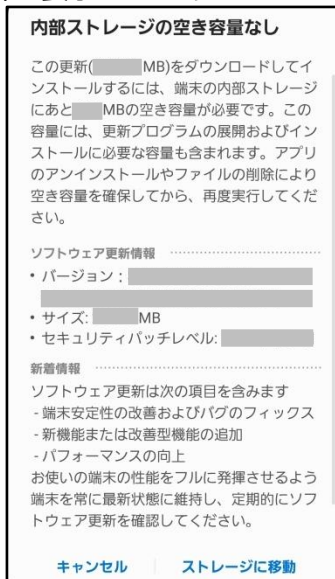 内部ストレージの空き容量なし
この更新( MB)をダウンロードしてイ
ンストールするには、端末の内部ストレージ
にあと MBの空き容量が必要です。この
容量には、更新プログラムの展開およびイン
ストールに必要な容量も含まれます。アプリ
のアンインストールやファイルの削除により
空き容量を確保してから、再度実行してくだ
さい。
ソフトウェア更新情報
・バージョン :
・サイズ: MB
・セキュリティパッチレベル:
新着情報
ソフトウェア更新は次の項目を含みます
- 端末安定性の改善およびバグのフィックス
- 新機能または改善型機能の追加
- パフォーマンスの向上
お使いの端末の性能をフルに発揮させるよう
端末を常に最新状態に維持し、定期的にソフ
トウェア更新を確認してください。
キャンセル ストレージに移動